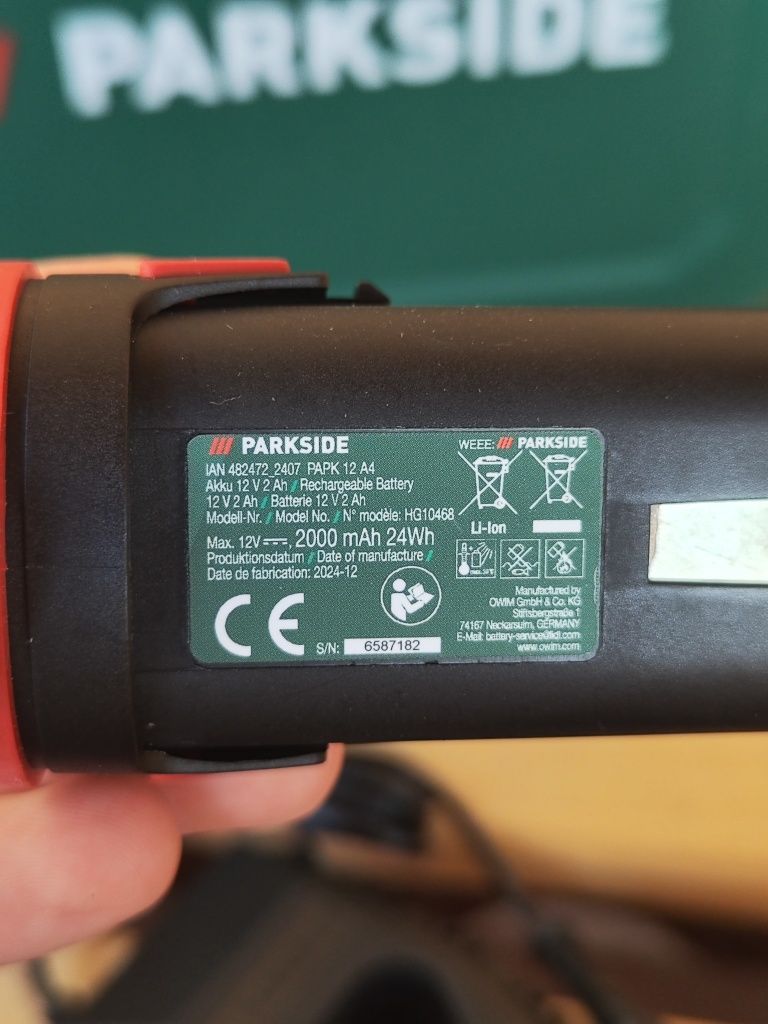 PARKSIDE
PARKSIDE
IAN 482472_2407 PAPK 12 A4
Akku 12 V 2 Ah / Rechargeable Battery
12 V 2 Ah / Batterie 12 V 2 Ah
Modell-Nr. / Model No. / N° modèle: HG10468
Max. 12V ⎓, 2000 mAh 24Wh
Produktionsdatum / Date of manufacture /
Date de fabrication: 2024-12
CE
S/N: 6587182
WEEE: PARKSIDE
Li-Ion
MAX. 50°C
Manufactured by
OWIM GmbH & Co. KG
Stiftsbergstraße 1
74167 Neckarsulm, GERMANY
E-Mail: battery-service@lidl.com
www.owim.com